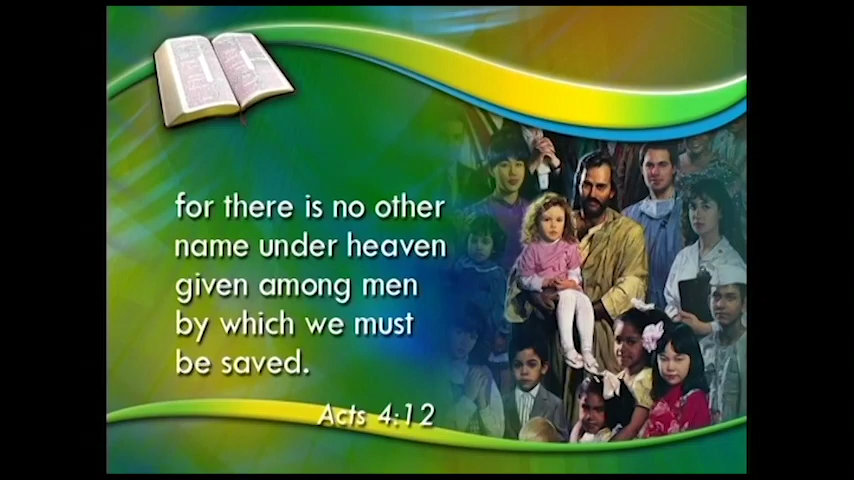 for there is no other
name under heaven
given among men
by which we must
be saved.
Acts 4:12